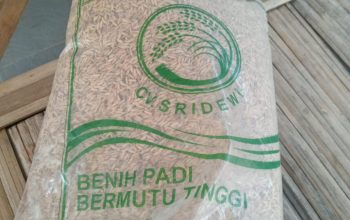 CV. SRIDEWI
BENIH PADI
BERMUTU TINGGI